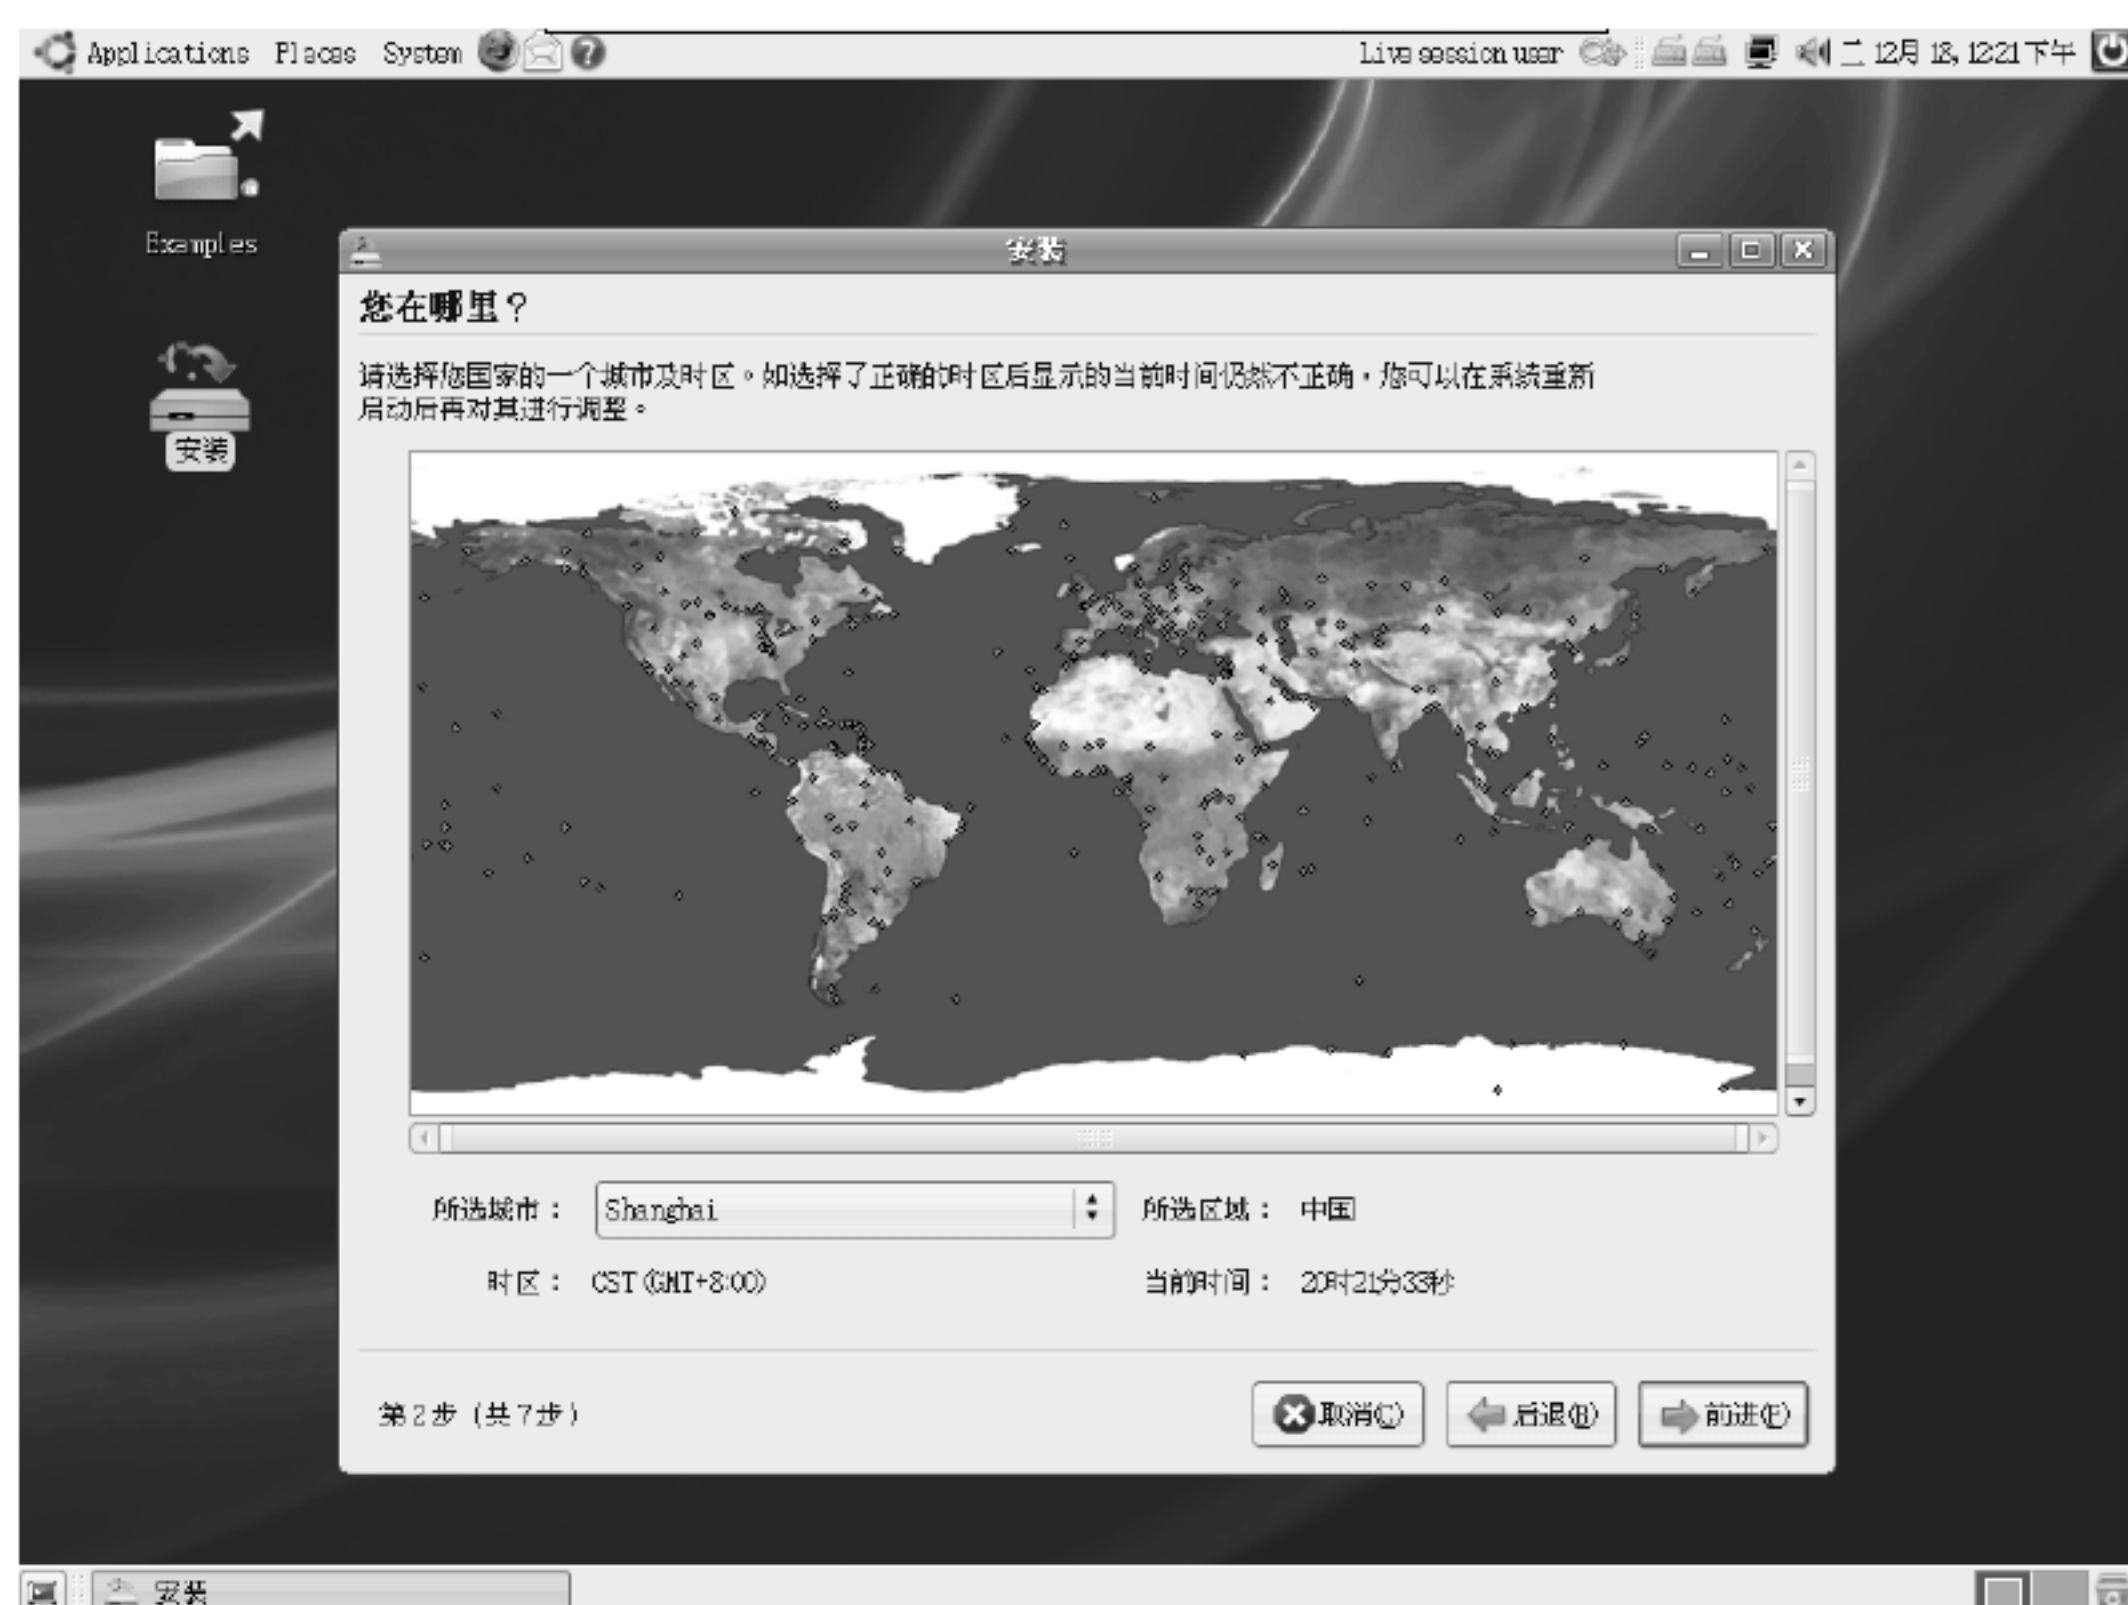 Applications Places System
Live session user
二 12月 18, 12:21 下午
Examples
安装
安装
您在哪里？
请选择您国家的一个城市及时区。如选择了正确的时区后显示的当前时间仍然不正确，您可以在系统重新
启动后再对其进行调整。
所选城市： Shanghai 所选区域： 中国
时区： CST (GMT+8:00) 当前时间： 20时21分33秒
第 2 步（共 7 步） 取消(C) 后退(B) 前进(F)
安装